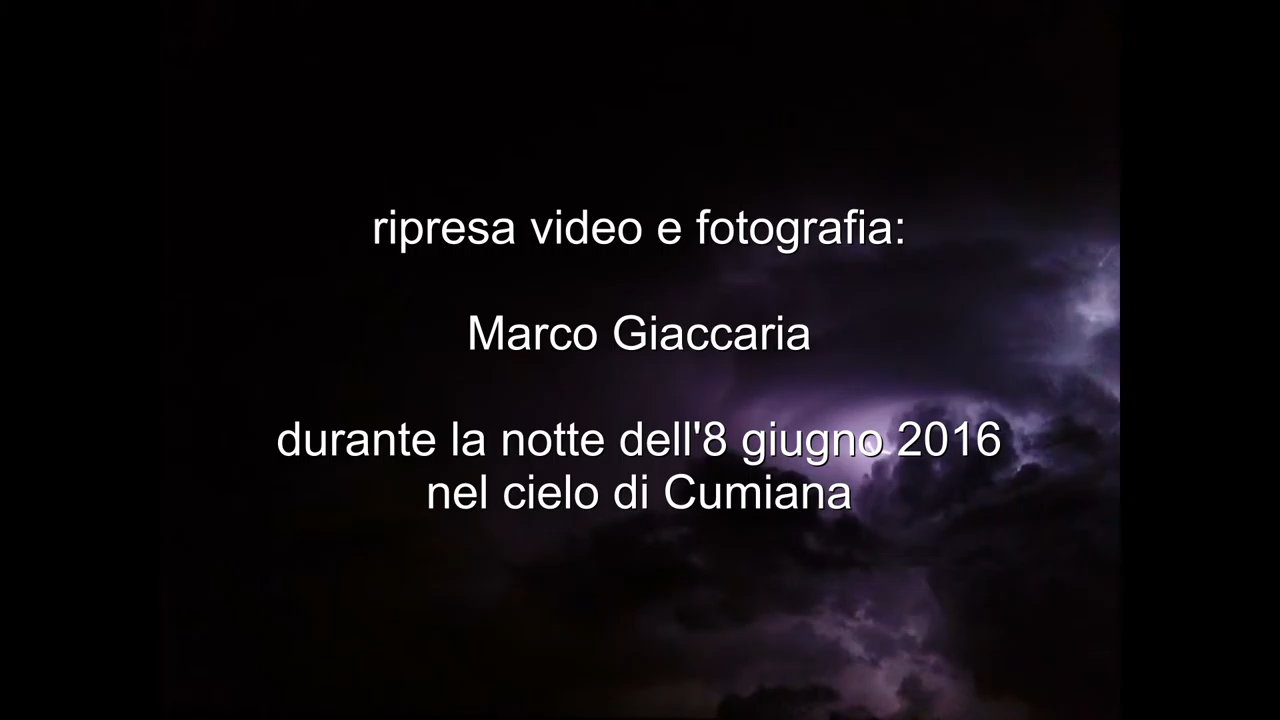 ripresa video e fotografia:
Marco Giaccaria
durante la notte dell'8 giugno 2016
nel cielo di Cumiana